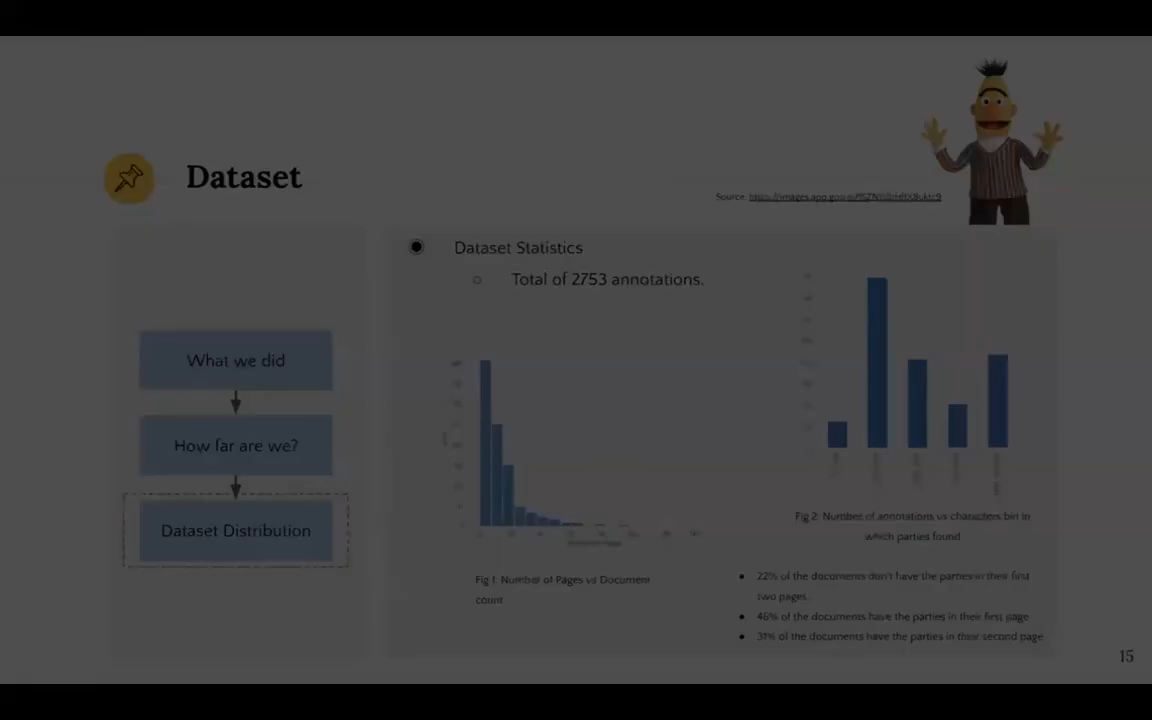 Dataset
Source:
Dataset Statistics
Total of 2753 annotations.
What we did
How far are we?
Dataset Distribution
Fig 2: Number of annotations vs characters bin in
which parties found
Fig 1: Number of Pages vs Document
count
22% of the documents don't have the parties in their first
two pages.
46% of the documents have the parties in their first page
31% of the documents have the parties in their second page
15